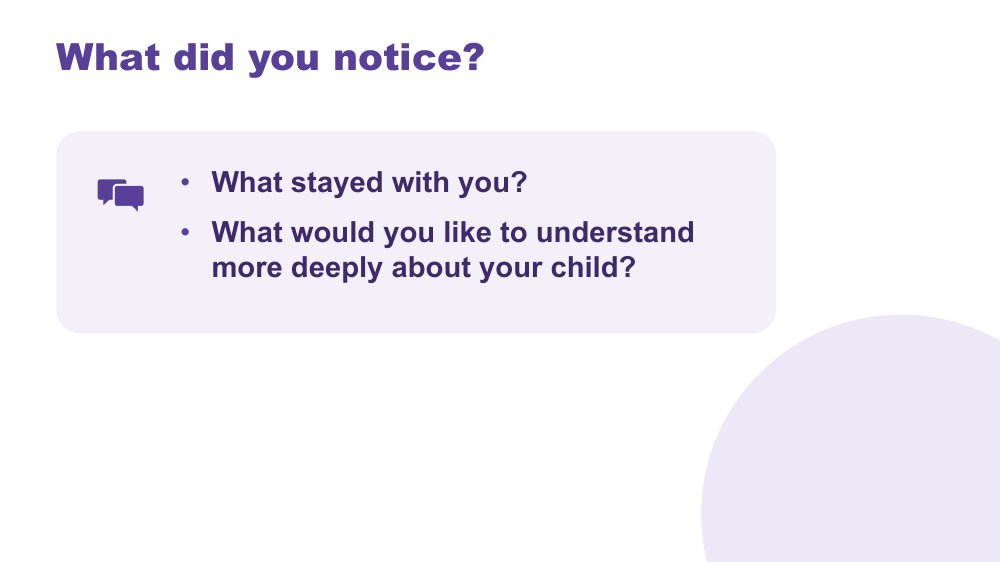 What did you notice?
• What stayed with you?
• What would you like to understand
more deeply about your child?